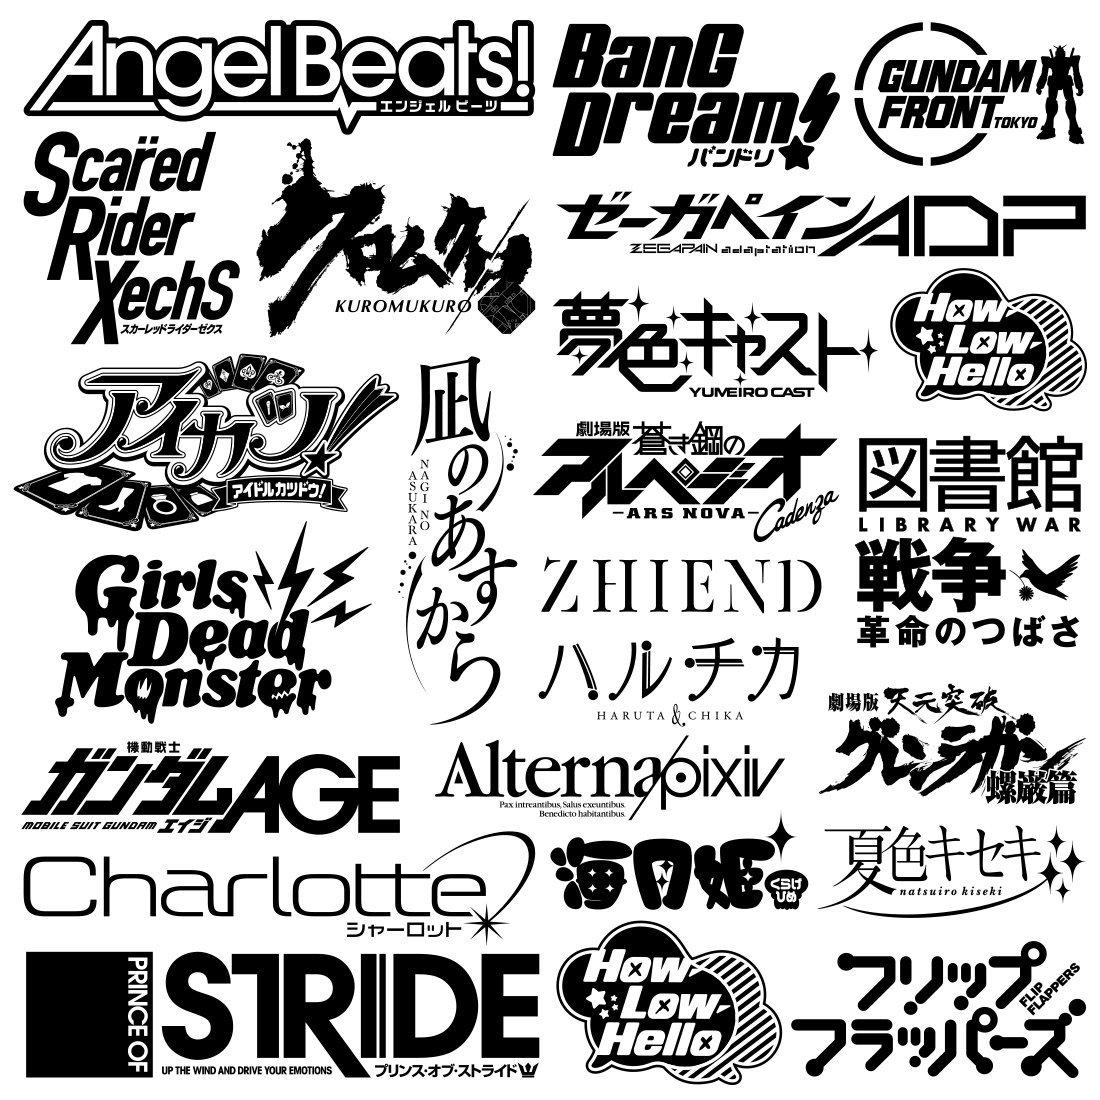 Angel Beats!
エンジェルビーツ
BanG
Dream!
バンドリ
GUNDAM
FRONT
TOKYO
Scarëd
Rider
XechS
スカーレッドライダーゼクス
クロムクロ
KUROMUKURO
ゼーガペインADP
ZEGAPAIN adaptation
夢色キャスト
YUMEIRO CAST
How-
Low-
Hello
アイカツ!
アイドルカツドウ!
凪のあすから
NAGI NO
ASUKARA
劇場版 蒼き鋼の
アルペジオ
-ARS NOVA-
Cadenza
図書館
LIBRARY WAR
戦争
革命のつばさ
Girls
Dead
Monster
ZHIEND
ハルチカ
HARUTA & CHIKA
劇場版 天元突破
グレンラガン
螺巌篇
機動戦士
ガンダムAGE
MOBILE SUIT GUNDAM エイジ
Alternapixiv
Pax intreantibus, Salus exeuntibus.
Benedicto habitantibus.
Charlotte
シャーロット
海月姫
くらげ
ひめ
夏色キセキ
natsuiro kiseki
PRINCE OF
STRIDE
UP THE WIND AND DRIVE YOUR EMOTIONS
プリンス・オブ・ストライド
How-
Low-
Hello
フリップ
FLIP
FLAPPERS
フラッパーズ